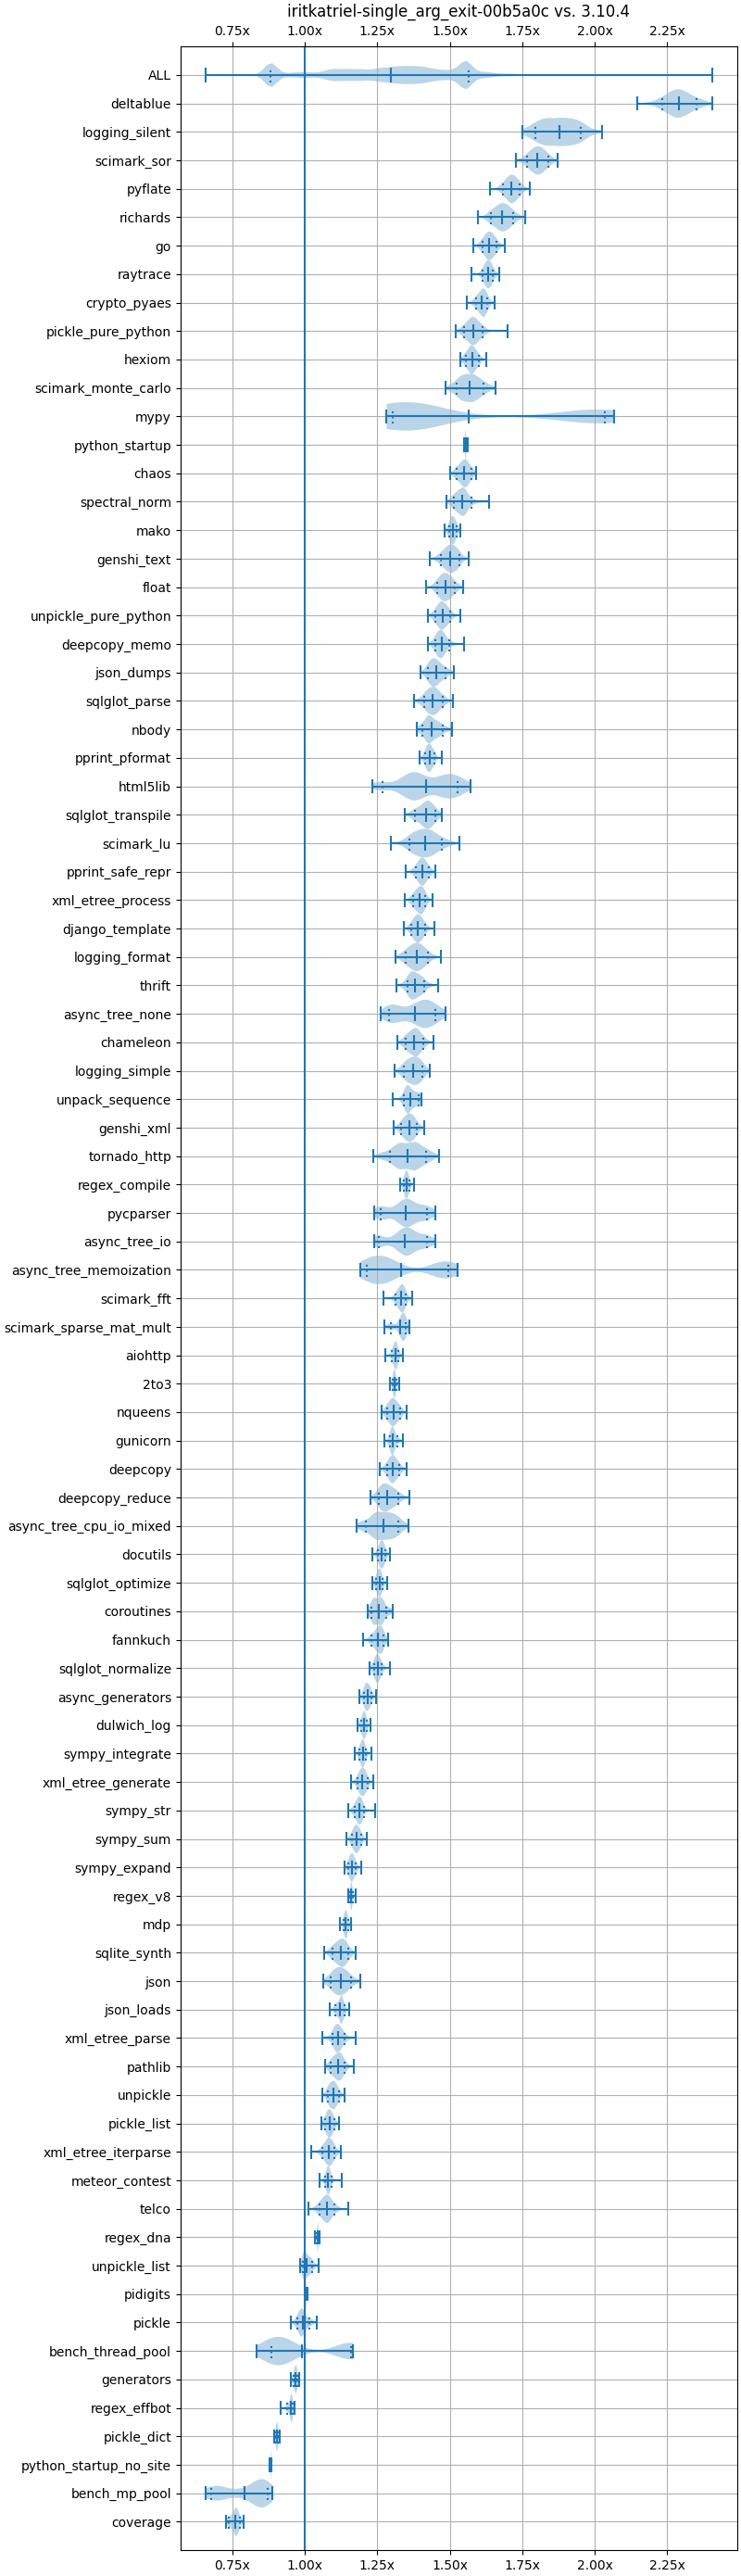 iritkatriel-single_arg_exit-00b5a0c vs. 3.10.4
0.75x 1.00x 1.25x 1.50x 1.75x 2.00x 2.25x
ALL
deltablue
logging_silent
scimark_sor
pyflate
richards
go
raytrace
crypto_pyaes
pickle_pure_python
hexiom
scimark_monte_carlo
mypy
python_startup
chaos
spectral_norm
mako
genshi_text
float
unpickle_pure_python
deepcopy_memo
json_dumps
sqlglot_parse
nbody
pprint_pformat
html5lib
sqlglot_transpile
scimark_lu
pprint_safe_repr
xml_etree_process
django_template
logging_format
thrift
async_tree_none
chameleon
logging_simple
unpack_sequence
genshi_xml
tornado_http
regex_compile
pycparser
async_tree_io
async_tree_memoization
scimark_fft
scimark_sparse_mat_mult
aiohttp
2to3
nqueens
gunicorn
deepcopy
deepcopy_reduce
async_tree_cpu_io_mixed
docutils
sqlglot_optimize
coroutines
fannkuch
sqlglot_normalize
async_generators
dulwich_log
sympy_integrate
xml_etree_generate
sympy_str
sympy_sum
sympy_expand
regex_v8
mdp
sqlite_synth
json
json_loads
xml_etree_parse
pathlib
unpickle
pickle_list
xml_etree_iterparse
meteor_contest
telco
regex_dna
unpickle_list
pidigits
pickle
bench_thread_pool
generators
regex_effbot
pickle_dict
python_startup_no_site
bench_mp_pool
coverage
0.75x 1.00x 1.25x 1.50x 1.75x 2.00x 2.25x